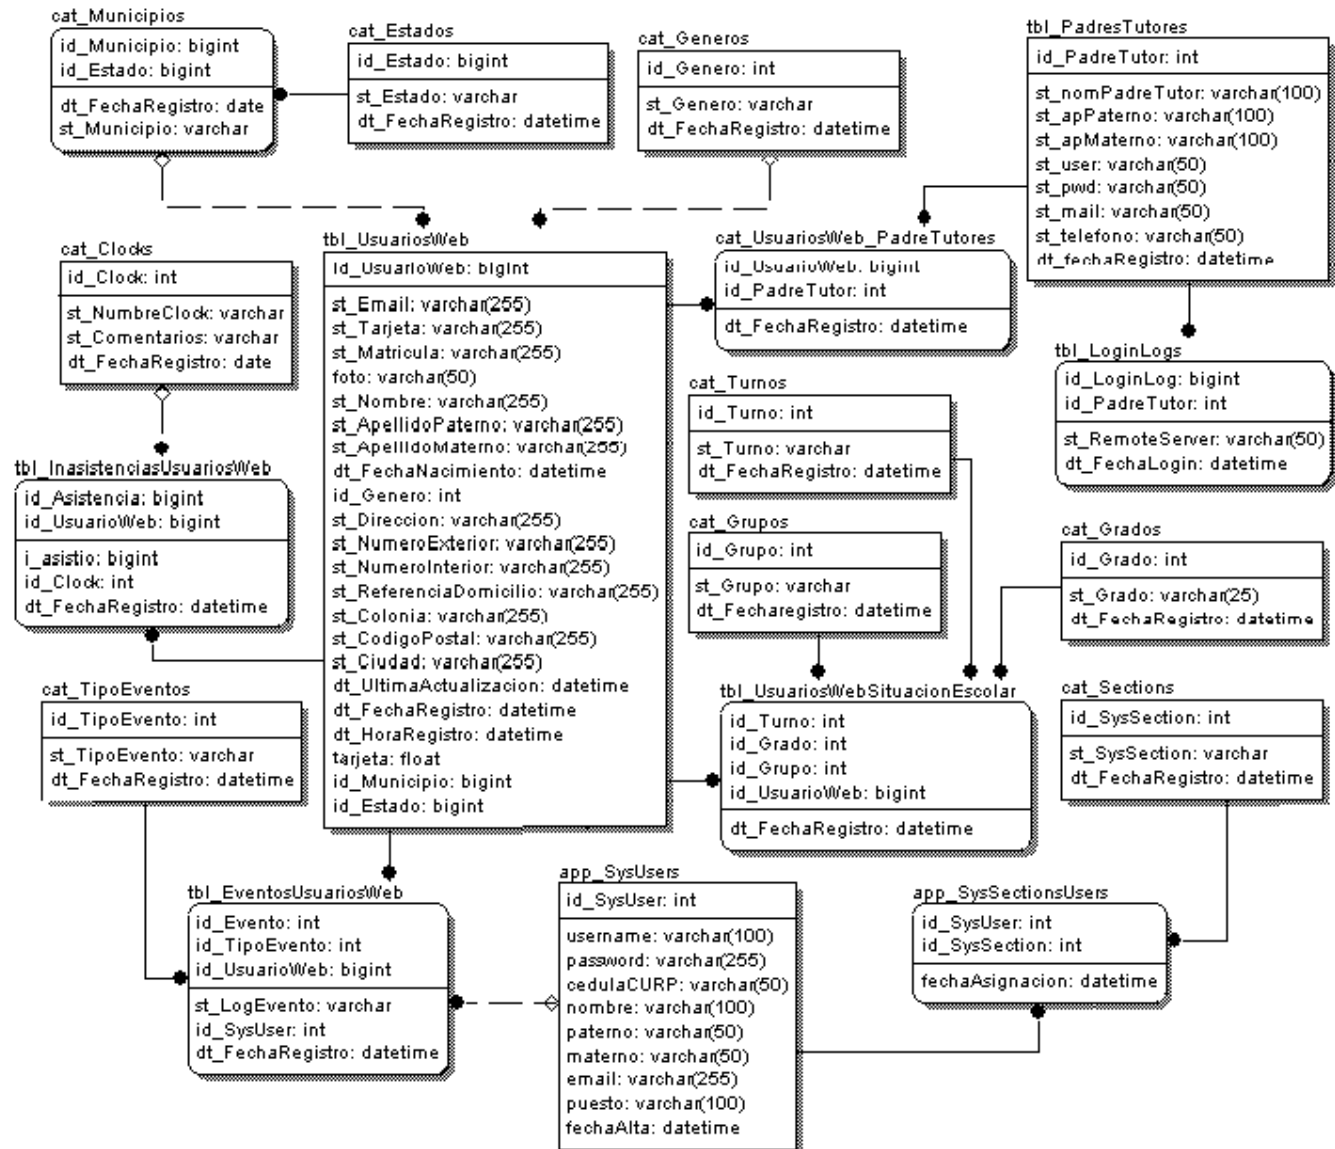 cat_Municipios
id_Municipio: bigint
id_Estado: bigint
dt_FechaRegistro: date
st_Municipio: varchar
cat_Estados
id_Estado: bigint
st_Estado: varchar
dt_FechaRegistro: datetime
cat_Generos
id_Genero: int
st_Genero: varchar
dt_FechaRegistro: datetime
tbl_PadresTutores
id_PadreTutor: int
st_nomPadreTutor: varchar(100)
st_apPaterno: varchar(100)
st_apMaterno: varchar(100)
st_user: varchar(50)
st_pwd: varchar(50)
st_mail: varchar(50)
st_telefono: varchar(50)
dt_fechaRegistro: datetime
cat_Clocks
id_Clock: int
st_NumbreClock: varchar
st_Comentarios: varchar
dt_FechaRegistro: date
tbl_UsuariosWeb
id_UsuarioWeb: bigint
st_Email: varchar(255)
st_Tarjeta: varchar(255)
st_Matricula: varchar(255)
foto: varchar(50)
st_Nombre: varchar(255)
st_ApellidoPaterno: varchar(255)
st_ApellidoMaterno: varchar(255)
dt_FechaNacimiento: datetime
id_Genero: int
st_Direccion: varchar(255)
st_NumeroExterior: varchar(255)
st_NumeroInterior: varchar(255)
st_ReferenciaDomicilio: varchar(255)
st_Colonia: varchar(255)
st_CodigoPostal: varchar(255)
st_Ciudad: varchar(255)
dt_UltimaActualizacion: datetime
dt_FechaRegistro: datetime
dt_HoraRegistro: datetime
tarjeta: float
id_Municipio: bigint
id_Estado: bigint
cat_UsuariosWeb_PadreTutores
id_UsuarioWeb: bigint
id_PadreTutor: int
dt_FechaRegistro: datetime
tbl_LoginLogs
id_LoginLog: bigint
id_PadreTutor: int
st_RemoteServer: varchar(50)
dt_FechaLogin: datetime
cat_Turnos
id_Turno: int
st_Turno: varchar
dt_FechaRegistro: datetime
tbl_InasistenciasUsuariosWeb
id_Asistencia: bigint
id_UsuarioWeb: bigint
i_asistio: bigint
id_Clock: int
dt_FechaRegistro: datetime
cat_Grupos
id_Grupo: int
st_Grupo: varchar
dt_Fecharegistro: datetime
cat_Grados
id_Grado: int
st_Grado: varchar(25)
dt_FechaRegistro: datetime
cat_TipoEventos
id_TipoEvento: int
st_TipoEvento: varchar
dt_FechaRegistro: datetime
tbl_UsuariosWebSituacionEscolar
id_Turno: int
id_Grado: int
id_Grupo: int
id_UsuarioWeb: bigint
dt_FechaRegistro: datetime
cat_Sections
id_SysSection: int
st_SysSection: varchar
dt_FechaRegistro: datetime
tbl_EventosUsuariosWeb
id_Evento: int
id_TipoEvento: int
id_UsuarioWeb: bigint
st_LogEvento: varchar
id_SysUser: int
dt_FechaRegistro: datetime
app_SysUsers
id_SysUser: int
username: varchar(100)
password: varchar(255)
cedulaCURP: varchar(50)
nombre: varchar(100)
paterno: varchar(50)
materno: varchar(50)
email: varchar(255)
puesto: varchar(100)
fechaAlta: datetime
app_SysSectionsUsers
id_SysUser: int
id_SysSection: int
fechaAsignacion: datetime